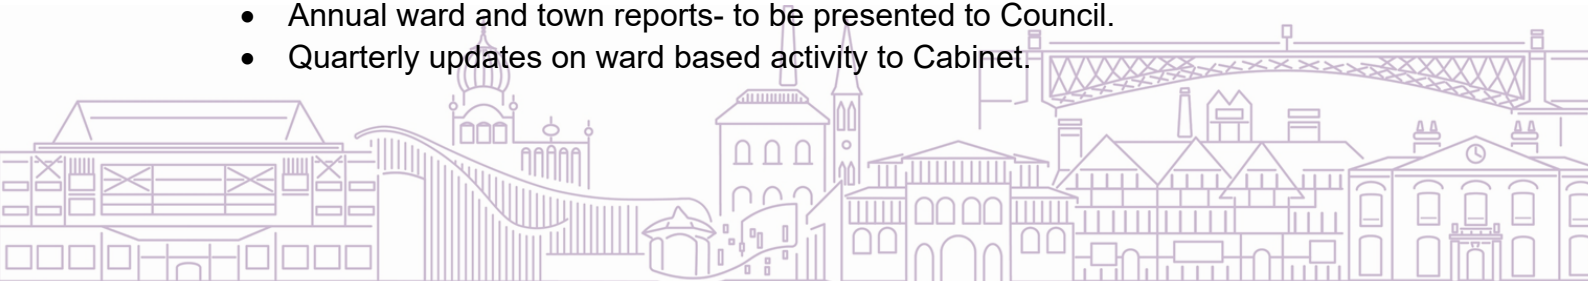 • Annual ward and town reports- to be presented to Council.
• Quarterly updates on ward based activity to Cabinet.